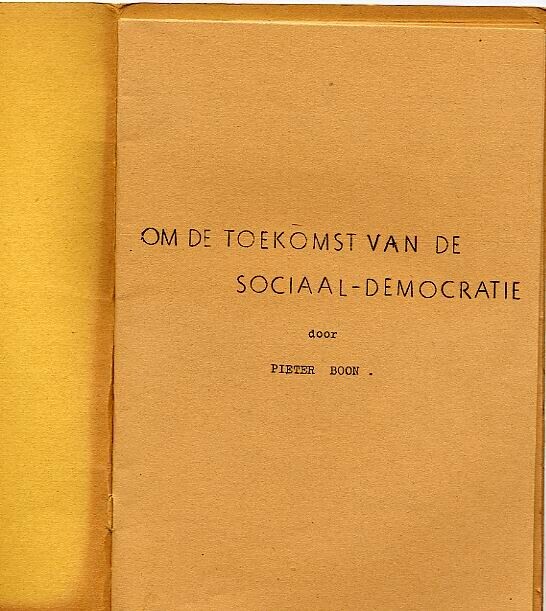 OM DE TOEKOMST VAN DE
SOCIAAL-DEMOCRATIE
door
PIETER BOON .